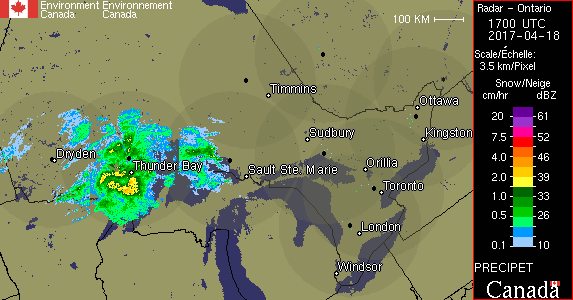 Environment Environnement
Canada Canada
100 KM
Timmins
Ottawa
Sudbury
Kingston
Dryden
Thunder Bay
Sault Ste. Marie
Orillia
Toronto
London
Windsor
Radar - Ontario
1700 UTC
2017-04-18
Scale/Échelle:
3.5 km/Pixel
Snow/Neige
cm/hr dBZ
20 61
7.5 52
4.0 46
2.0 39
1.0 33
0.5 26
0.1 10
PRECIPET
Canada